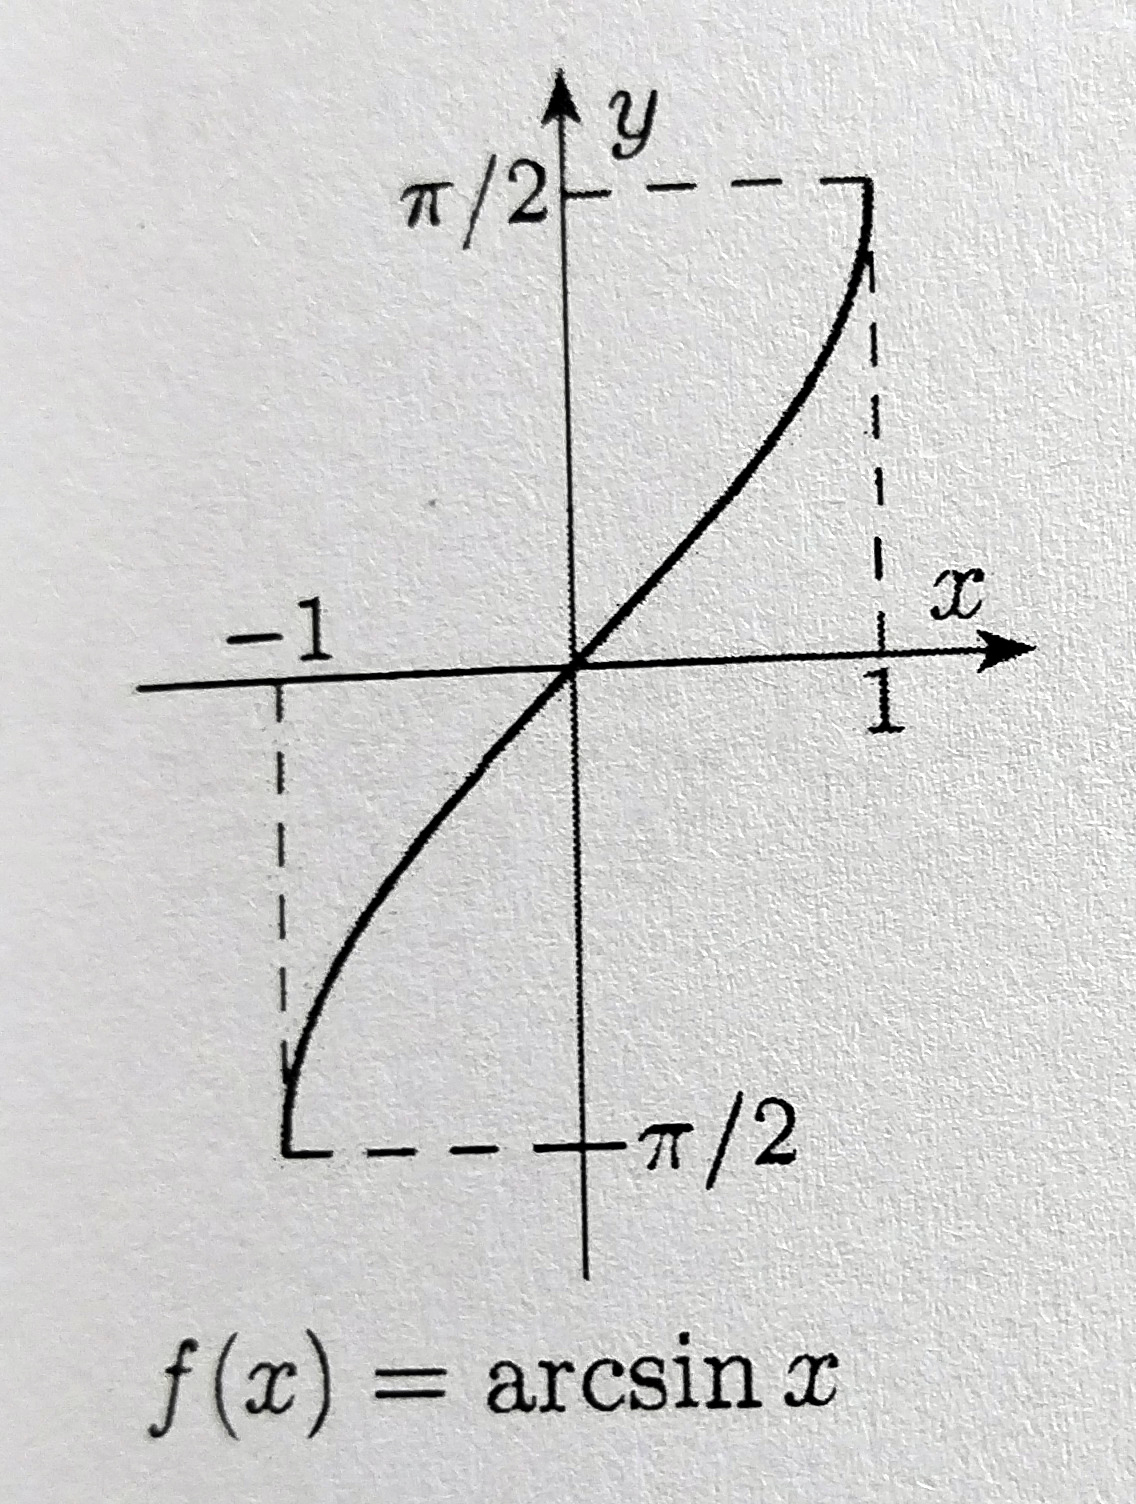 y
π/2
x
−1
1
−π/2
f(x) = arcsin x